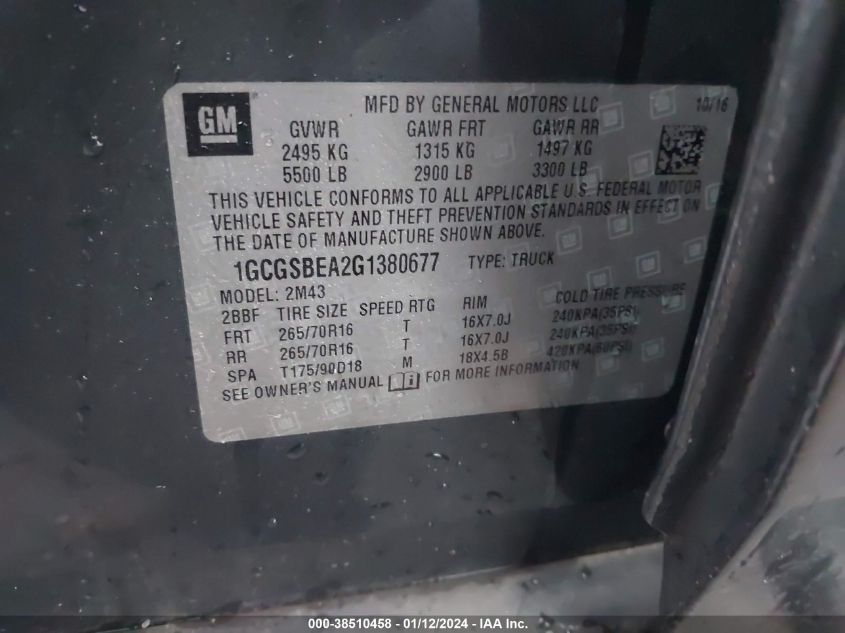 GM
MFD BY GENERAL MOTORS LLC 10/16
GVWR GAWR FRT GAWR RR
2495 KG 1315 KG 1497 KG
5500 LB 2900 LB 3300 LB
THIS VEHICLE CONFORMS TO ALL APPLICABLE U.S. FEDERAL MOTOR
VEHICLE SAFETY AND THEFT PREVENTION STANDARDS IN EFFECT ON
THE DATE OF MANUFACTURE SHOWN ABOVE.
1GCGSBEA2G1380677 TYPE: TRUCK
MODEL: 2M43
2BBF TIRE SIZE SPEED RTG RIM COLD TIRE PRESSURE
FRT 265/70R16 T 16X7.0J 240KPA(35PSI)
RR 265/70R16 T 16X7.0J 240KPA(35PSI)
SPA T175/90D18 M 18X4.5B 420KPA(60PSI)
SEE OWNER'S MANUAL FOR MORE INFORMATION
000-38510458 - 01/12/2024 - IAA Inc.